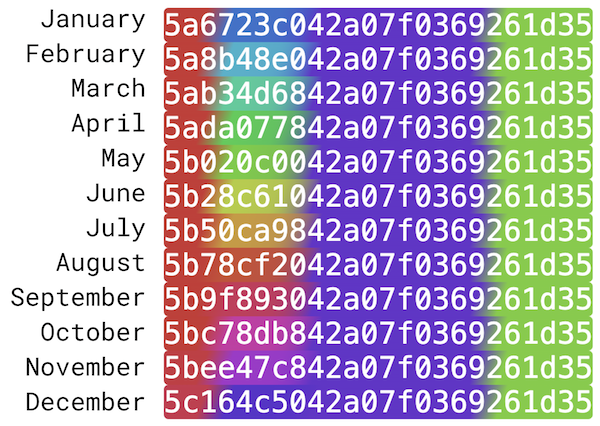 January 5a6723c042a07f0369261d35
February 5a8b48e042a07f0369261d35
March 5ab34d6842a07f0369261d35
April 5ada077842a07f0369261d35
May 5b020c0042a07f0369261d35
June 5b28c61042a07f0369261d35
July 5b50ca9842a07f0369261d35
August 5b78cf2042a07f0369261d35
September 5b9f893042a07f0369261d35
October 5bc78db842a07f0369261d35
November 5bee47c842a07f0369261d35
December 5c164c5042a07f0369261d35